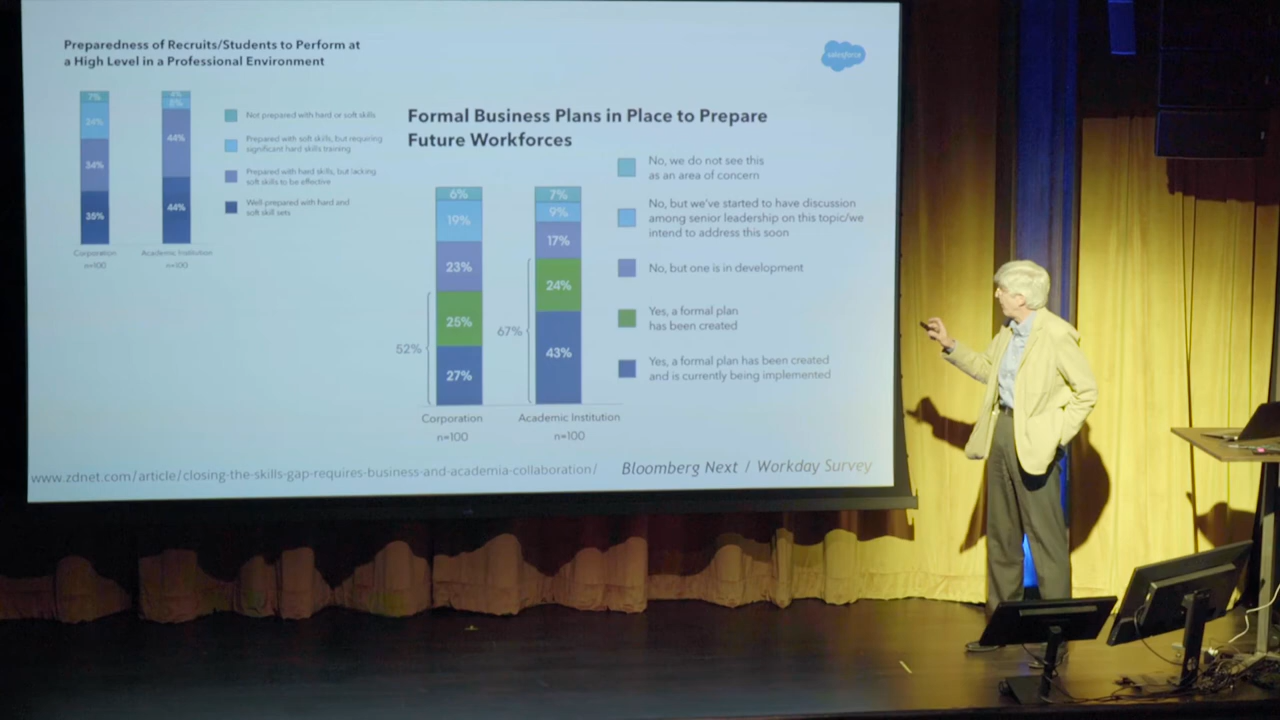 Preparedness of Recruits/Students to Perform at
a High Level in a Professional Environment
salesforce
7%
24%
34%
35%
4%
8%
44%
44%
Not prepared with hard or soft skills
Prepared with soft skills, but requiring
significant hard skills training
Prepared with hard skills, but lacking
soft skills to be effective
Well prepared with hard and
soft skill sets
Corporation
n=100
Academic Institution
n=100
Formal Business Plans in Place to Prepare
Future Workforces
6%
19%
23%
25%
27%
52%
7%
9%
17%
24%
43%
67%
No, we do not see this
as an area of concern
No, but we've started to have discussion
among senior leadership on this topic/we
intend to address this soon
No, but one is in development
Yes, a formal plan
has been created
Yes, a formal plan has been created
and is currently being implemented
Corporation
n=100
Academic Institution
n=100
www.zdnet.com/article/closing-the-skills-gap-requires-business-and-academia-collaboration/
Bloomberg Next / Workday Survey